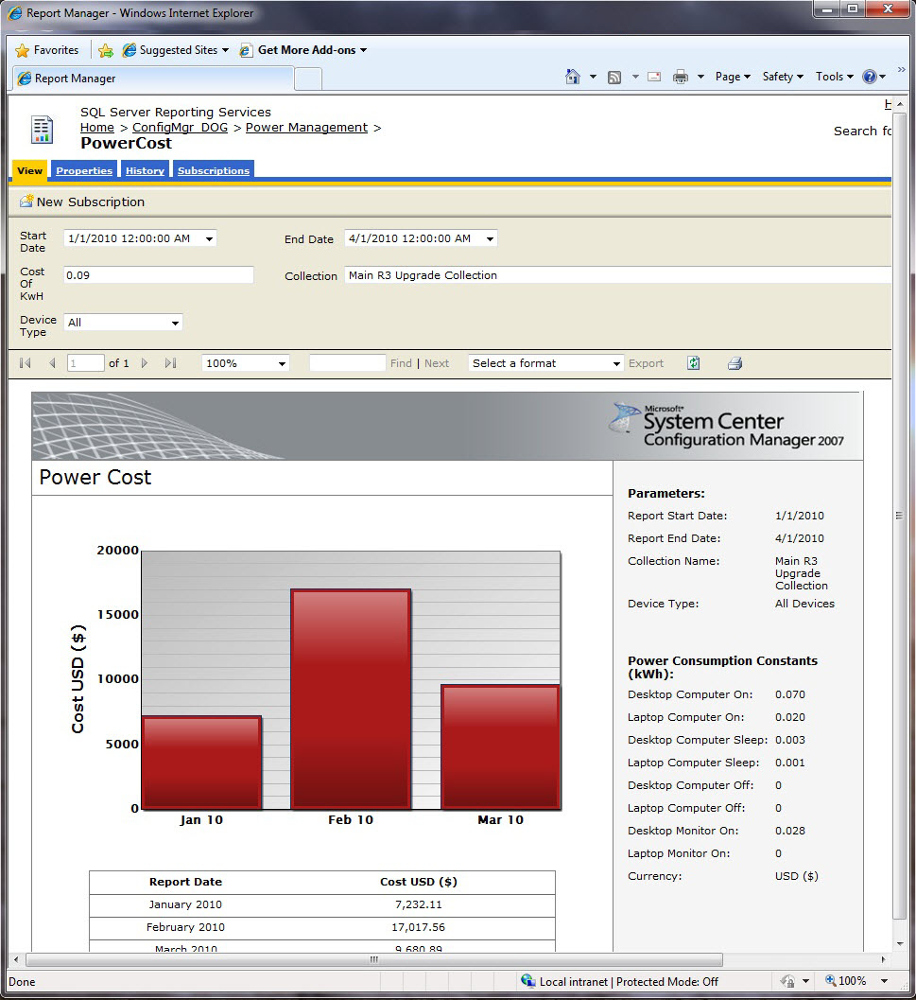 Report Manager - Windows Internet Explorer
Favorites Suggested Sites Get More Add-ons
Report Manager Page Safety Tools
SQL Server Reporting Services
Home > ConfigMgr_DOG > Power Management >
PowerCost
Search fo
View Properties History Subscriptions
New Subscription
Start Date 1/1/2010 12:00:00 AM End Date 4/1/2010 12:00:00 AM
Cost Of KwH 0.09 Collection Main R3 Upgrade Collection
Device Type All
1 of 1 100% Find | Next Select a format Export
Microsoft
System Center
Configuration Manager 2007
Power Cost
Cost USD ($)
20000
15000
10000
5000
0
Jan 10 Feb 10 Mar 10
Report Date Cost USD ($)
January 2010 7,232.11
February 2010 17,017.56
March 2010 9,680.89
Parameters:
Report Start Date: 1/1/2010
Report End Date: 4/1/2010
Collection Name: Main R3
Upgrade
Collection
Device Type: All Devices
Power Consumption Constants
(kWh):
Desktop Computer On: 0.070
Laptop Computer On: 0.020
Desktop Computer Sleep: 0.003
Laptop Computer Sleep: 0.001
Desktop Computer Off: 0
Laptop Computer Off: 0
Desktop Monitor On: 0.028
Laptop Monitor On: 0
Currency: USD ($)
Done Local intranet | Protected Mode: Off 100%